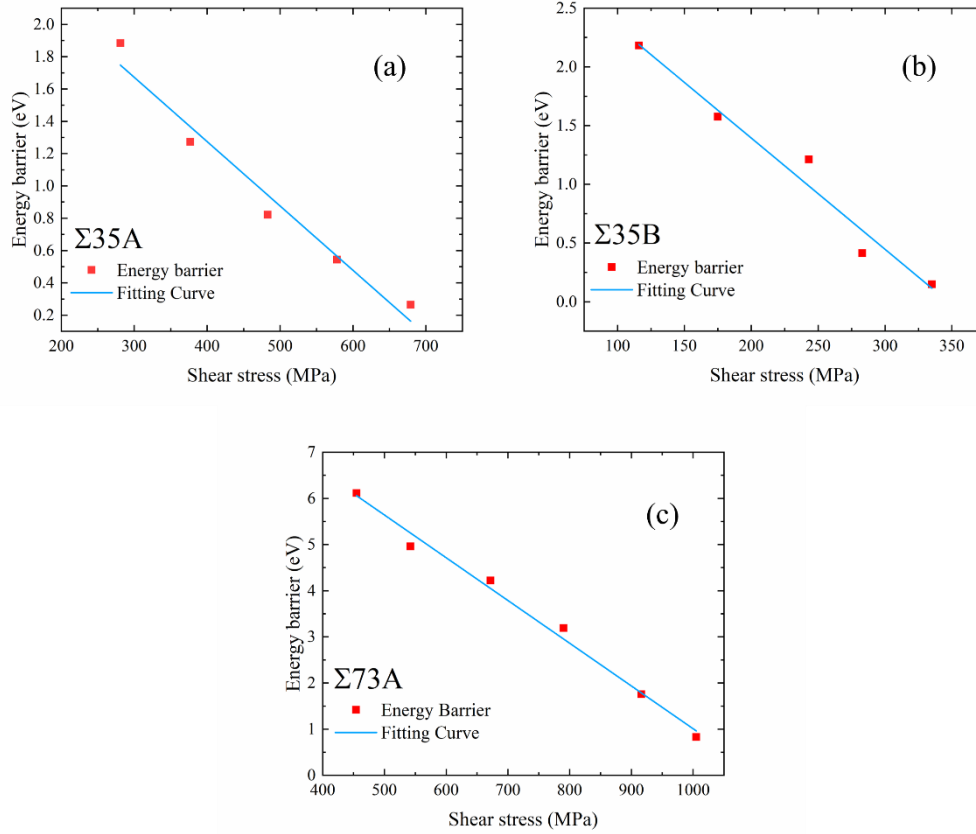 2.0
1.8
1.6
1.4
1.2
1.0
0.8
0.6
0.4
0.2
200 300 400 500 600 700
Energy barrier (eV)
Shear stress (MPa)
(a)
Σ35A
Energy barrier
Fitting Curve
2.5
2.0
1.5
1.0
0.5
0.0
100 150 200 250 300 350
Energy barrier (eV)
Shear stress (MPa)
(b)
Σ35B
Energy barrier
Fitting Curve
7
6
5
4
3
2
1
0
400 500 600 700 800 900 1000
Energy barrier (eV)
Shear stress (MPa)
(c)
Σ73A
Energy Barrier
Fitting Curve